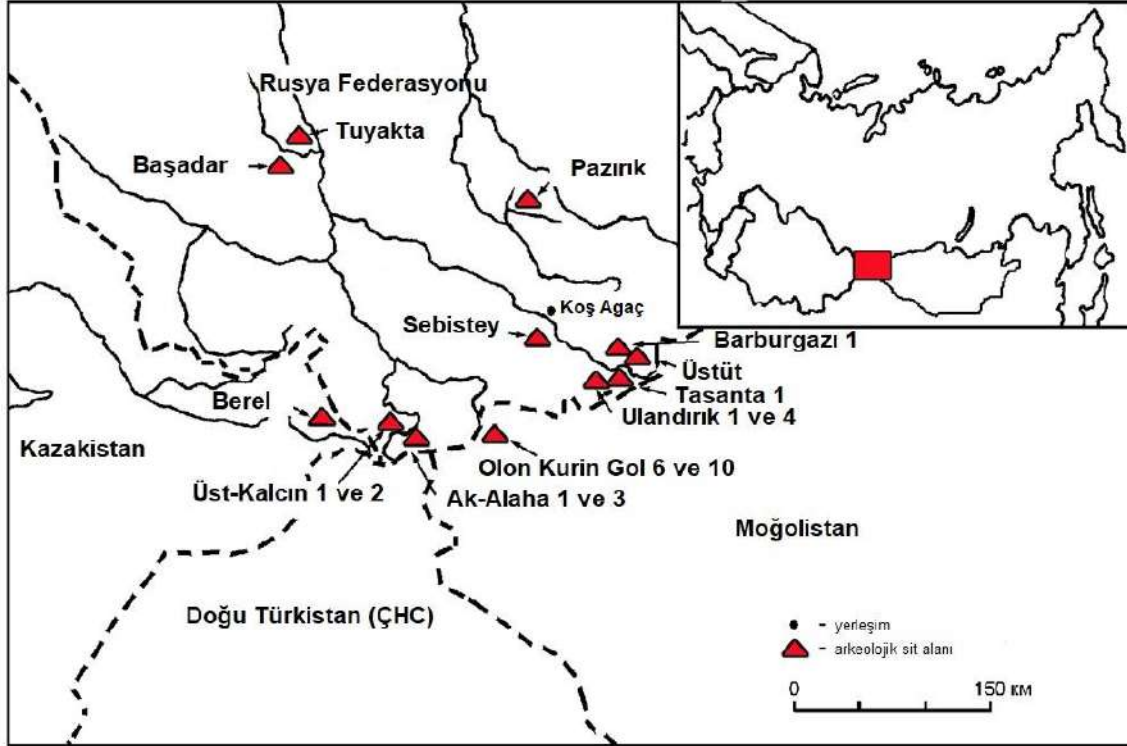 Rusya Federasyonu
Tuyakta
Başadar
Pazırık
Koş Agaç
Sebistey
Barburgazı 1
Üstüt
Tasanta 1
Ulandırık 1 ve 4
Berel
Kazakistan
Olon Kurin Gol 6 ve 10
Üst-Kalcın 1 ve 2
Ak-Alaha 1 ve 3
Moğolistan
Doğu Türkistan (ÇHC)
- yerleşim
- arkeolojik sit alanı
0 150 км